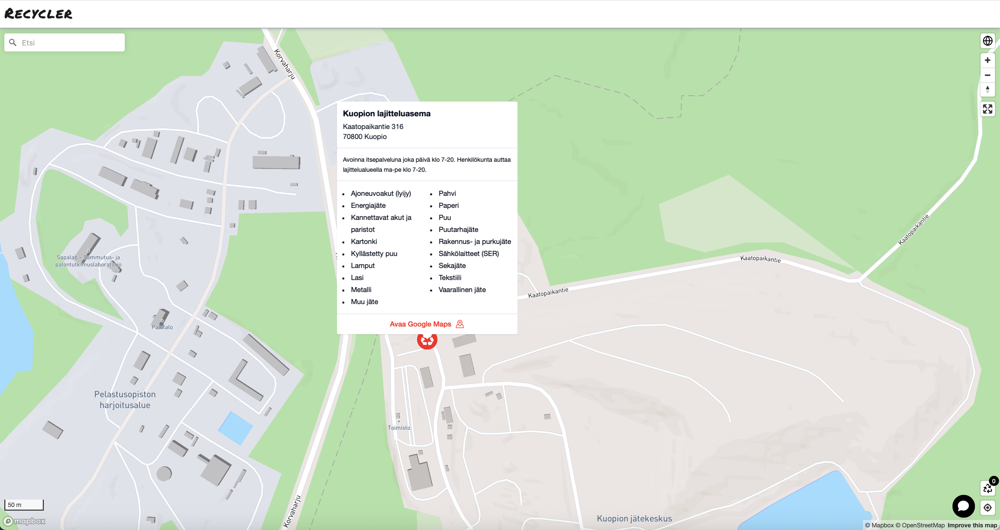 RECYCLER
Etsi
Korvaharju
Kuopion lajitteluasema
Kaatopaikantie 316
70800 Kuopio
Avoinna itsepalveluna joka päivä klo 7-20. Henkilökunta auttaa
lajittelualueella ma-pe klo 7-20.
Ajoneuvoakut (lyijy)
Energiajäte
Kannettavat akut ja
paristot
Kartonki
Kyllästetty puu
Lamput
Lasi
Metalli
Muu jäte
Pahvi
Paperi
Puu
Puutarhajäte
Rakennus- ja purkujäte
Sähkölaitteet (SER)
Sekajäte
Tekstiili
Vaarallinen jäte
Avaa Google Maps
Kaatopaikantie
Kaatopaikantie
Kaatopaikantie
Sapalab – Sammutus- ja
palontutkimuslaboratorio
Palotalo
Pelastusopiston
harjoitusalue
Toimisto
Korvaharju
Kuopion jätekeskus
0
50 m
mapbox
© Mapbox © OpenStreetMap Improve this map